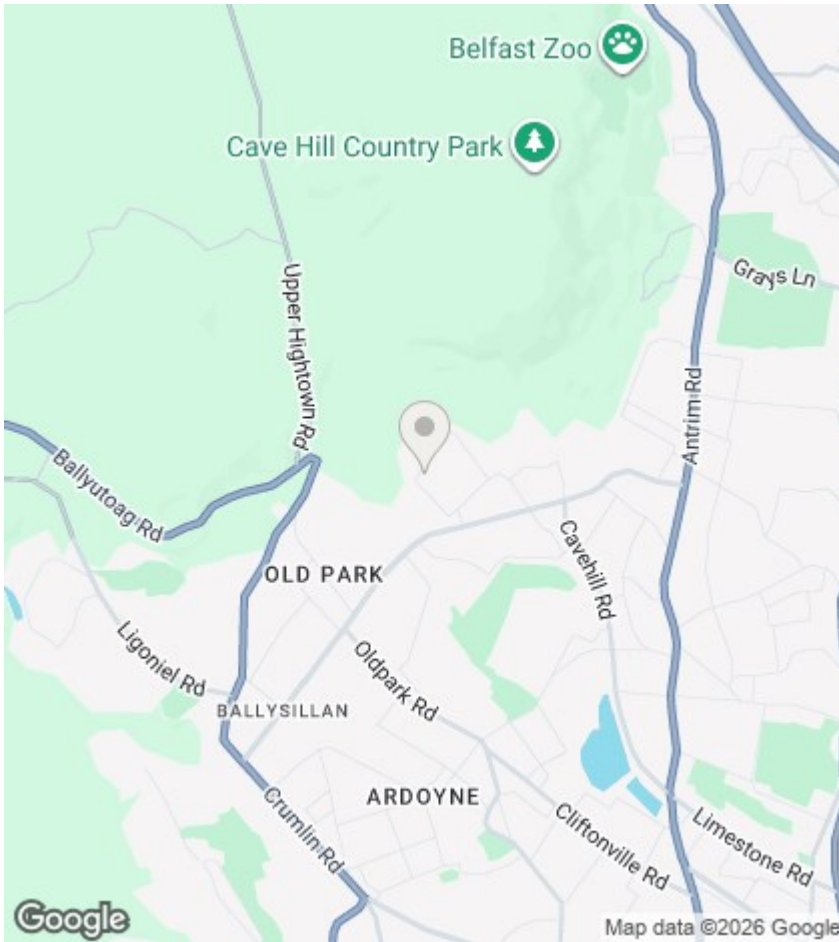 Belfast Zoo
Cave Hill Country Park
Grays Ln
Upper Hightown Rd
Antrim Rd
Ballyutoag Rd
Cavehill Rd
OLD PARK
Ligoniel Rd
Oldpark Rd
BALLYSILLAN
ARDOYNE
Crumlin Rd
Cliftonville Rd
Limestone Rd
Google
Map data ©2026 Google